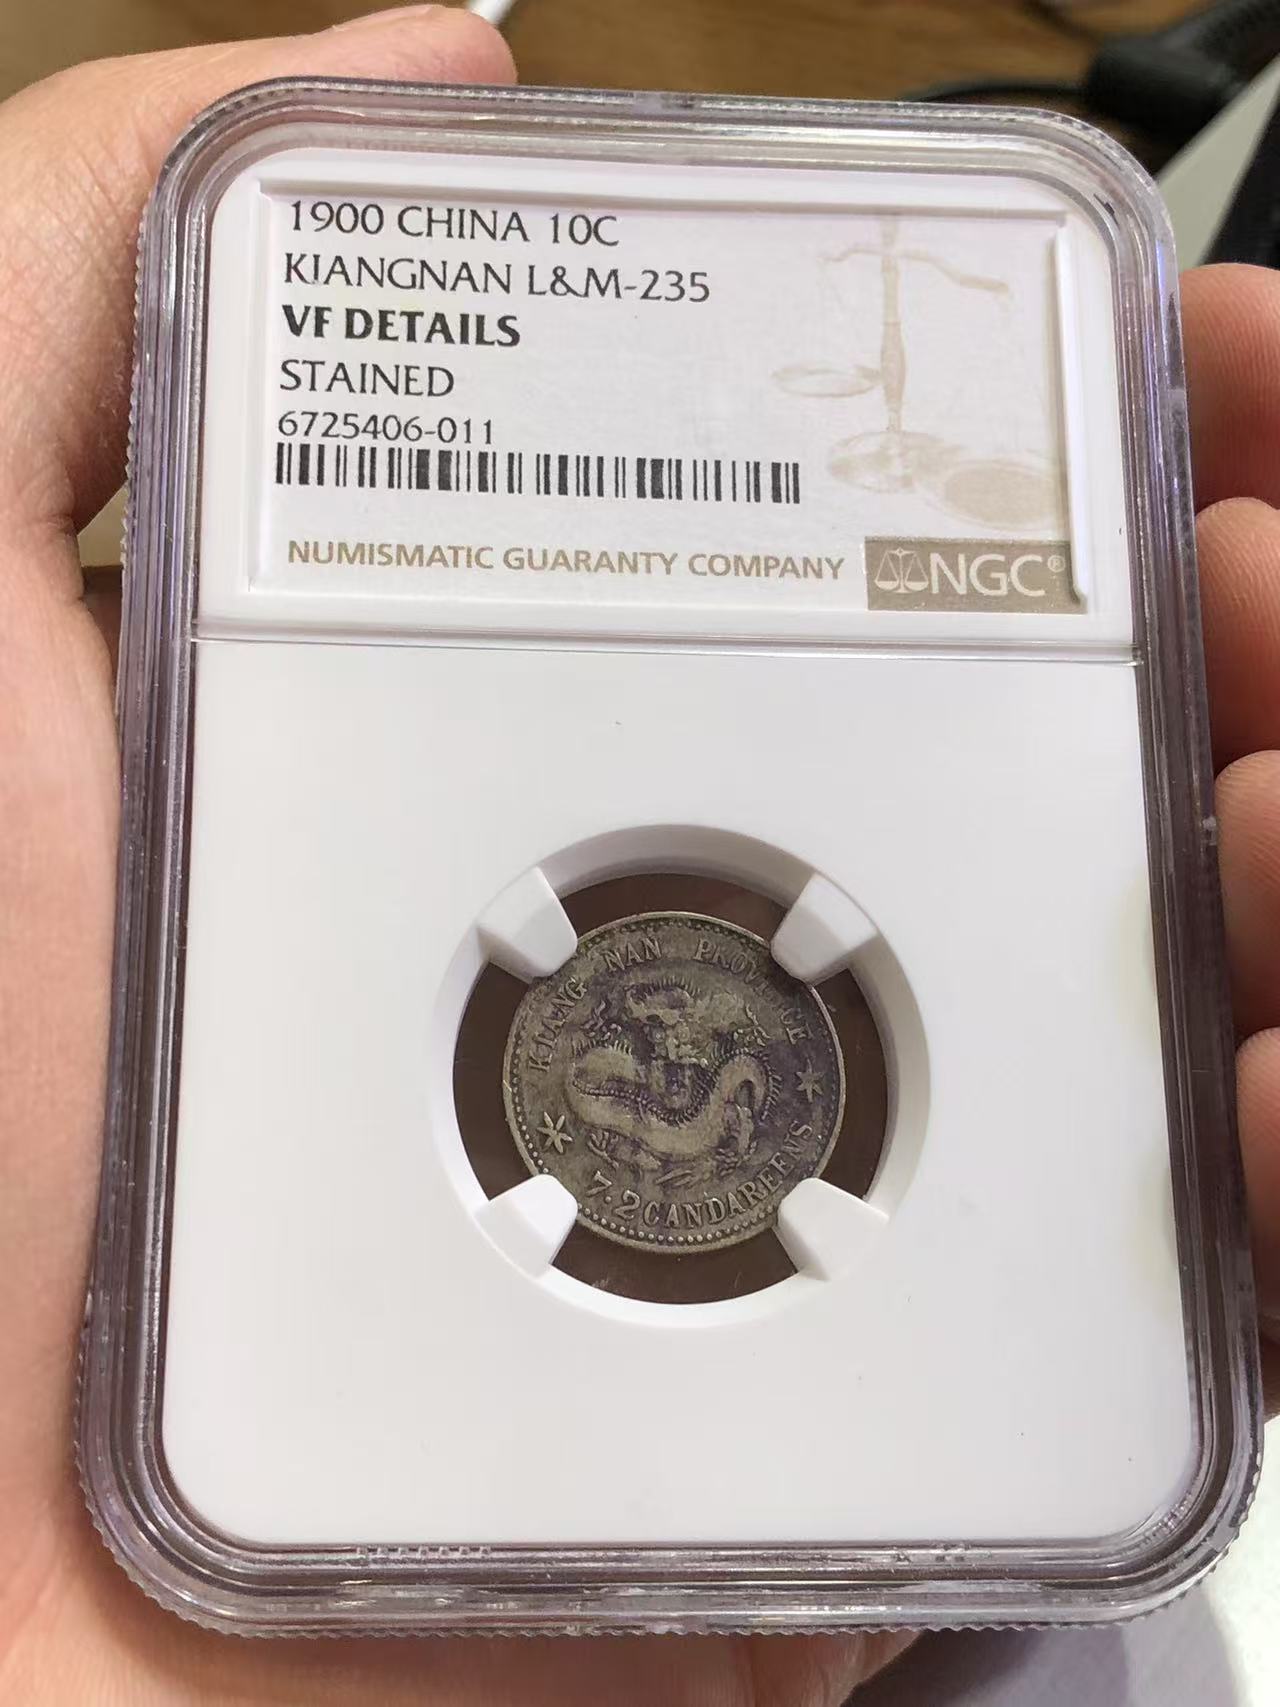 1900 CHINA 10C
KIANGNAN L&M-235
VF DETAILS
STAINED
6725406-011
NUMISMATIC GUARANTY COMPANY
NGC®
KIANG NAN PROVINCE
7.2 CANDAREENS